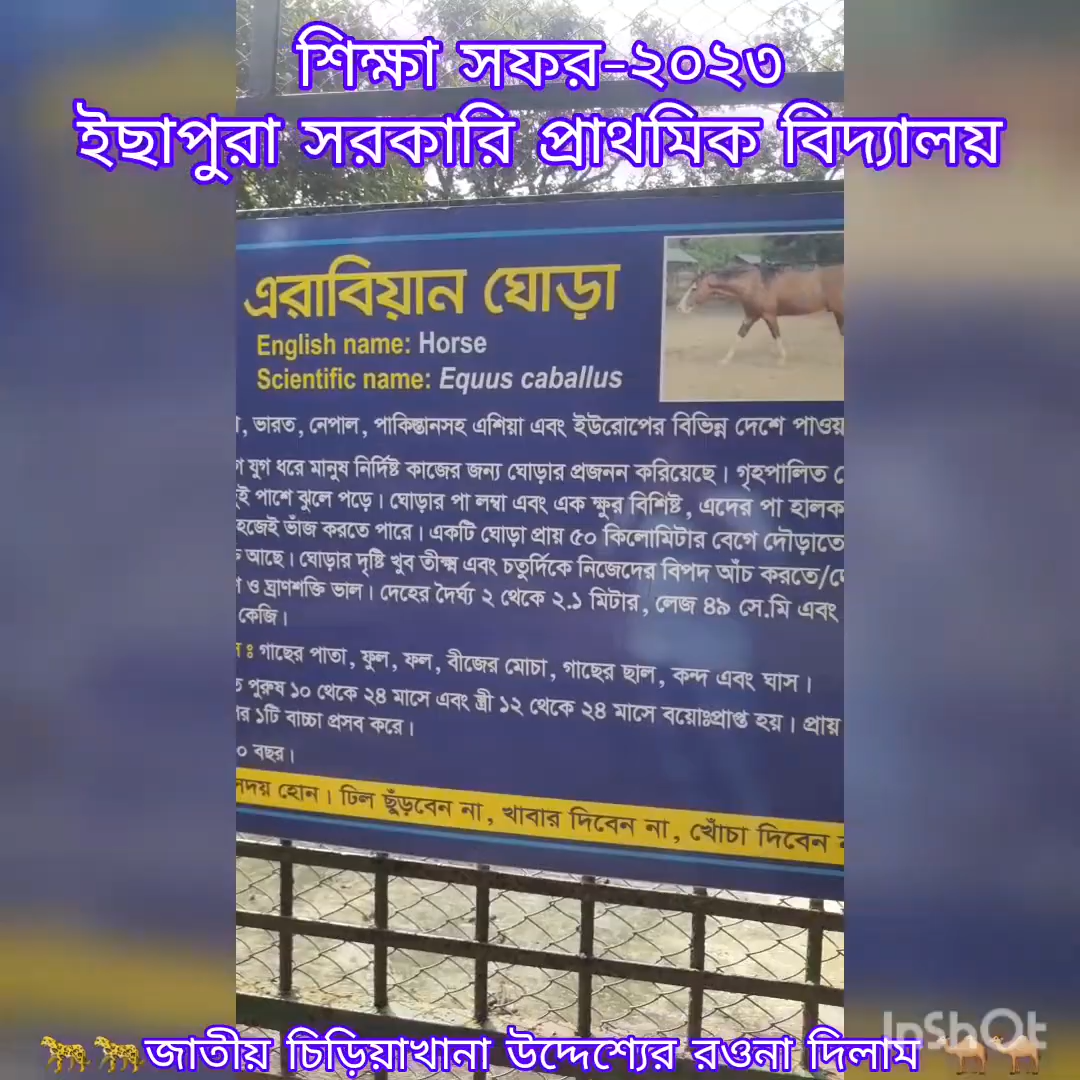 শিক্ষা সফর-২০২৩
ইছাপুরা সরকারি প্রাথমিক বিদ্যালয়
এরাবিয়ান ঘোড়া
English name: Horse
Scientific name: Equus caballus
, ভারত, নেপাল, পাকিস্তানসহ এশিয়া এবং ইউরোপের বিভিন্ন দেশে
যুগ ধরে মানুষ নির্দিষ্ট কাজের জন্য ঘোড়ার প্রজনন করিয়েছে। গৃহপালিত
পাশে ঝুলে পড়ে। ঘোড়ার পা লম্বা এবং এক ক্ষুর বিশিষ্ট, এদের পা
ভাঁজ করতে পারে। একটি ঘোড়া প্রায় ৫০ কিলোমিটার বেগে দৌড়াতে
আছে। ঘোড়ার দৃষ্টি খুব তীক্ষ্ম এবং চতুর্দিকে নিজেদের বিপদ আঁচ করতে/
ও ঘ্রাণশক্তি ভাল। দেহের দৈর্ঘ্য ২ থেকে ২.১ মিটার, লেজ ৪৯ সে.মি এবং
কেজি।
ঃ গাছের পাতা, ফুল, ফল, বীজের মোচা, গাছের ছাল, কন্দ এবং ঘাস।
পুরুষ ১০ থেকে ২৪ মাসে এবং স্ত্রী ১২ থেকে ২৪ মাসে বয়োঃপ্রাপ্ত হয়। প্রায়
১টি বাচ্চা প্রসব করে।
বছর।
হোন। ঢিল ছুঁড়বেন না, খাবার দিবেন না, খোঁচা দিবেন
জাতীয় চিড়িয়াখানা উদ্দেশ্যের রওনা দিলাম
InShOt